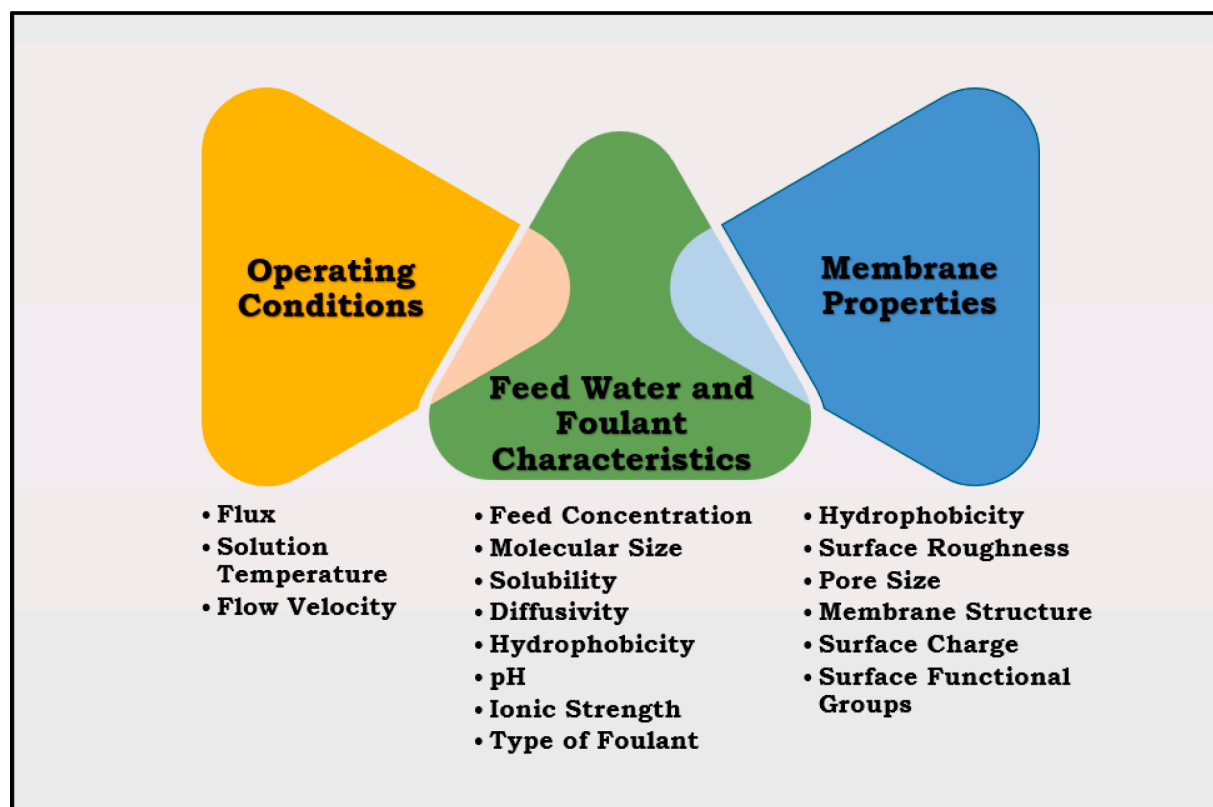 Operating
Conditions
Feed Water and
Foulant
Characteristics
Membrane
Properties
• Flux
• Solution
Temperature
• Flow Velocity
• Feed Concentration
• Molecular Size
• Solubility
• Diffusivity
• Hydrophobicity
• pH
• Ionic Strength
• Type of Foulant
• Hydrophobicity
• Surface Roughness
• Pore Size
• Membrane Structure
• Surface Charge
• Surface Functional
Groups